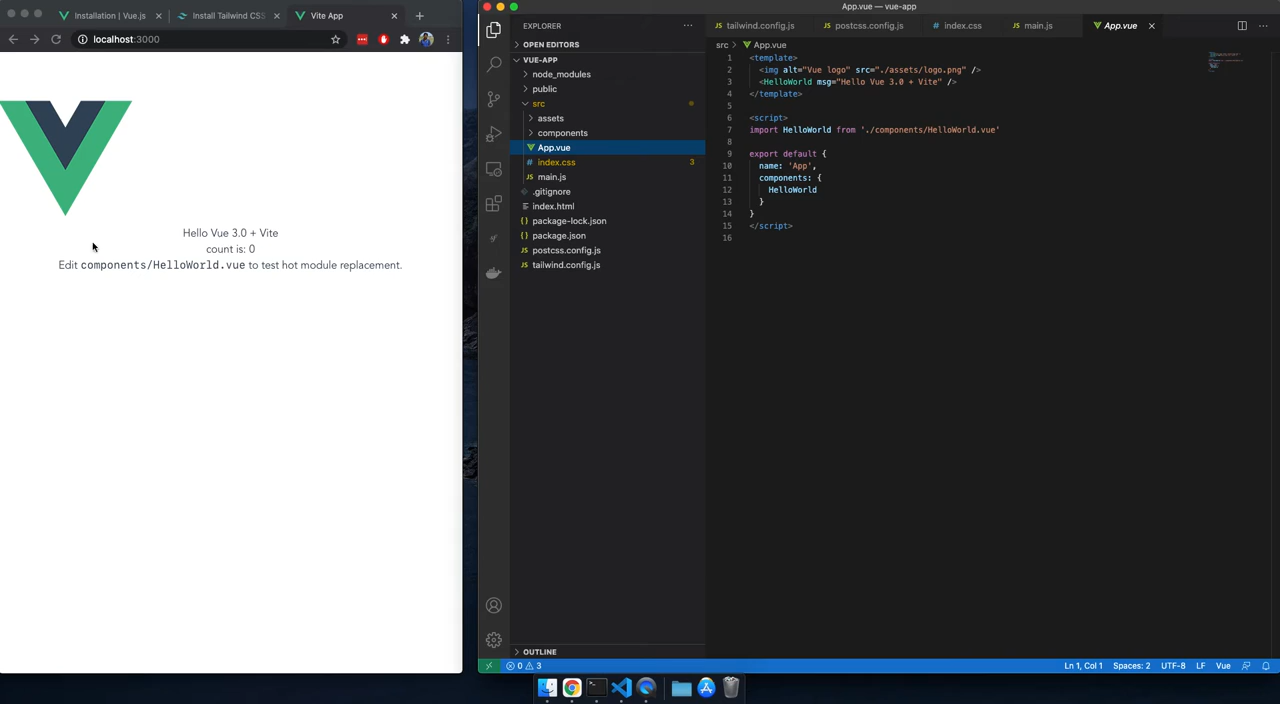 Installation | Vue.js
Install Tailwind CSS
Vite App
localhost:3000
Hello Vue 3.0 + Vite
count is: 0
Edit components/HelloWorld.vue to test hot module replacement.
App.vue — vue-app
EXPLORER
OPEN EDITORS
VUE-APP
node_modules
public
src
assets
components
App.vue
index.css 3
main.js
.gitignore
index.html
package-lock.json
package.json
postcss.config.js
tailwind.config.js
OUTLINE
tailwind.config.js
postcss.config.js
index.css
main.js
App.vue
src > App.vue
1 <template>
2 <img alt="Vue logo" src="./assets/logo.png" />
3 <HelloWorld msg="Hello Vue 3.0 + Vite" />
4 </template>
5
6 <script>
7 import HelloWorld from './components/HelloWorld.vue'
8
9 export default {
10 name: 'App',
11 components: {
12 HelloWorld
13 }
14 }
15 </script>
16
0 3
Ln 1, Col 1 Spaces: 2 UTF-8 LF Vue